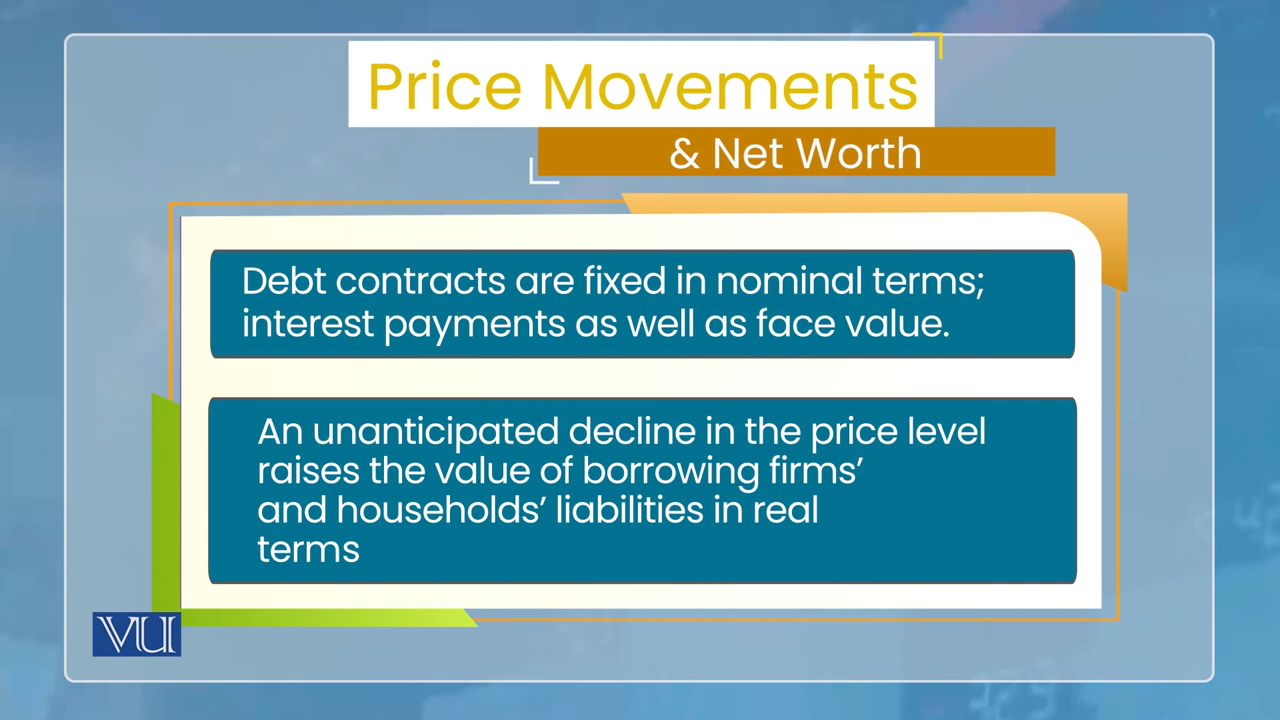 Price Movements
& Net Worth
Debt contracts are fixed in nominal terms;
interest payments as well as face value.
An unanticipated decline in the price level
raises the value of borrowing firms’
and households’ liabilities in real
terms
VU